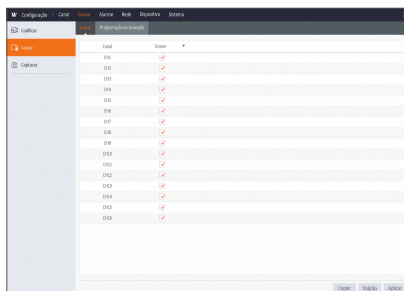 W Configuração Canal Gravar Alarme Rede Dispositivo Sistema
Codificar
Gravar
Capturar
Gravar Programação de Gravação
Canal Gravar
CH1
CH2
CH3
CH4
CH5
CH6
CH7
CH8
CH9
CH10
CH11
CH12
CH13
CH14
CH15
CH16
Copiar Padrão Aplicar